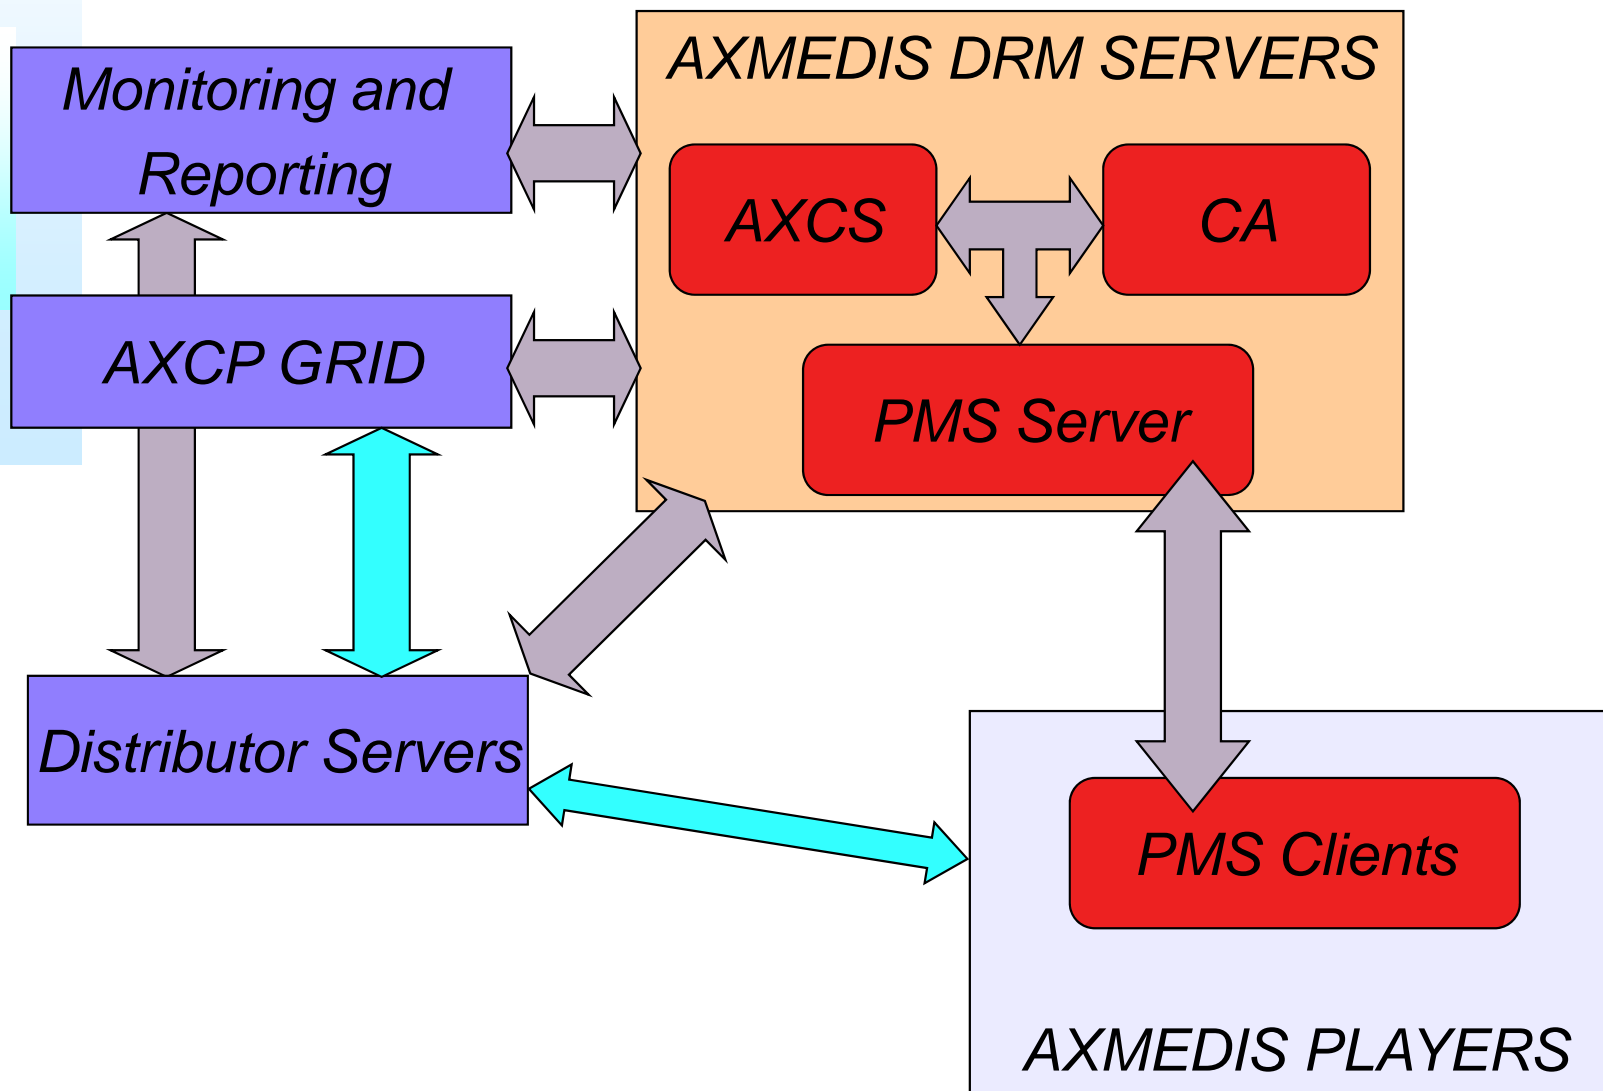 Monitoring and
Reporting
AXMEDIS DRM SERVERS
AXCS
CA
AXCP GRID
PMS Server
Distributor Servers
PMS Clients
AXMEDIS PLAYERS